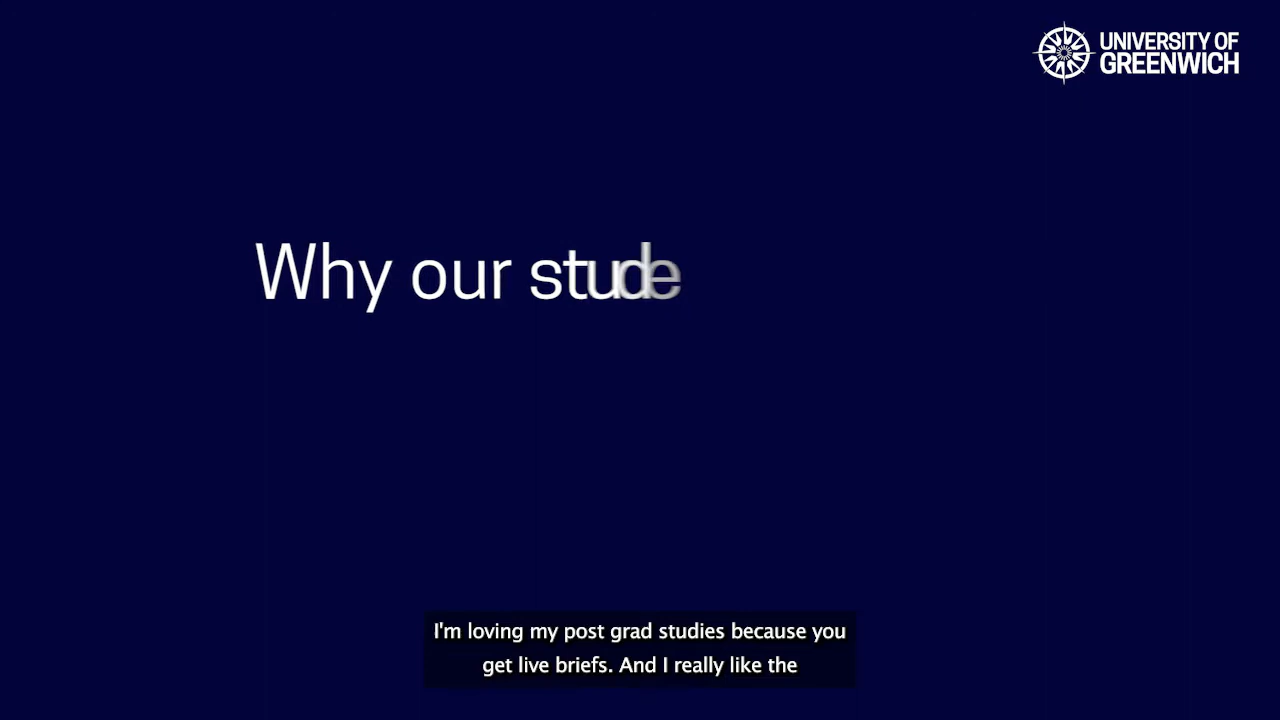 UNIVERSITY OF
GREENWICH
Why our stude
I'm loving my post grad studies because you
get live briefs. And I really like the